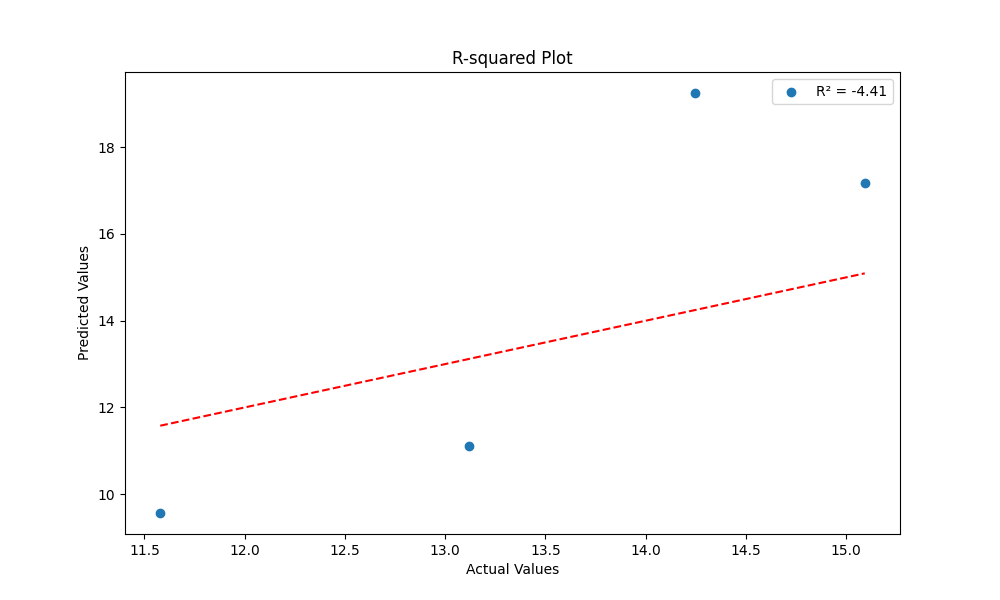 R-squared Plot
R² = -4.41
Predicted Values
18
16
14
12
10
11.5 12.0 12.5 13.0 13.5 14.0 14.5 15.0
Actual Values